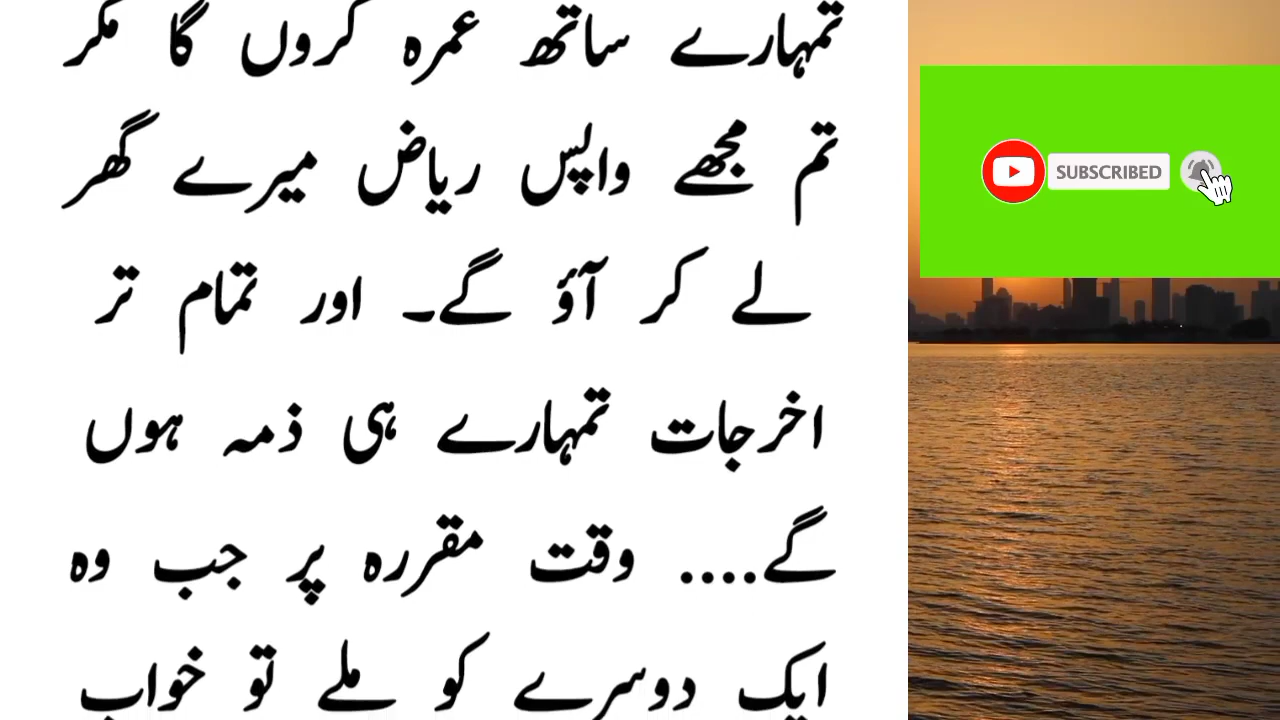 تمہارے ساتھ عمرہ کروں گا مگر
تم مجھے واپس ریاض میرے گھر
لے کر آؤ گے۔ اور تمام تر
اخرجات تمہارے ہی ذمہ ہوں
گے.... وقت مقررہ پر جب وہ
ایک دوسرے کو ملے تو خواب
SUBSCRIBED